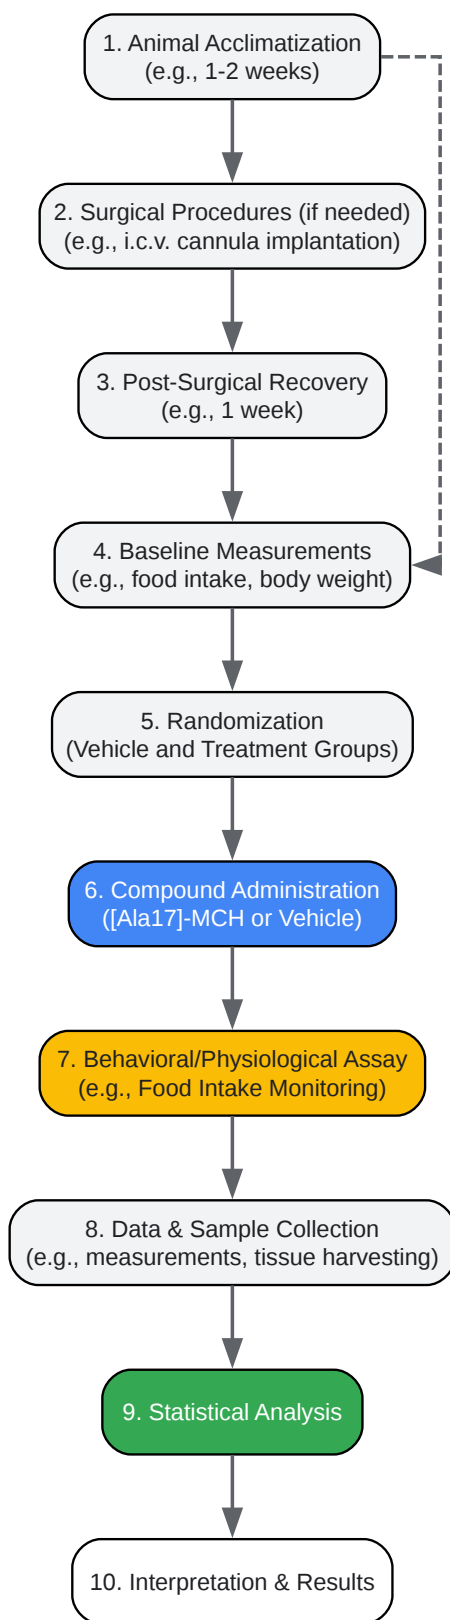 1. Animal Acclimatization
(e.g., 1-2 weeks)
2. Surgical Procedures (if needed)
(e.g., i.c.v. cannula implantation)
3. Post-Surgical Recovery
(e.g., 1 week)
4. Baseline Measurements
(e.g., food intake, body weight)
5. Randomization
(Vehicle and Treatment Groups)
6. Compound Administration
([Ala17]-MCH or Vehicle)
7. Behavioral/Physiological Assay
(e.g., Food Intake Monitoring)
8. Data & Sample Collection
(e.g., measurements, tissue harvesting)
9. Statistical Analysis
10. Interpretation & Results